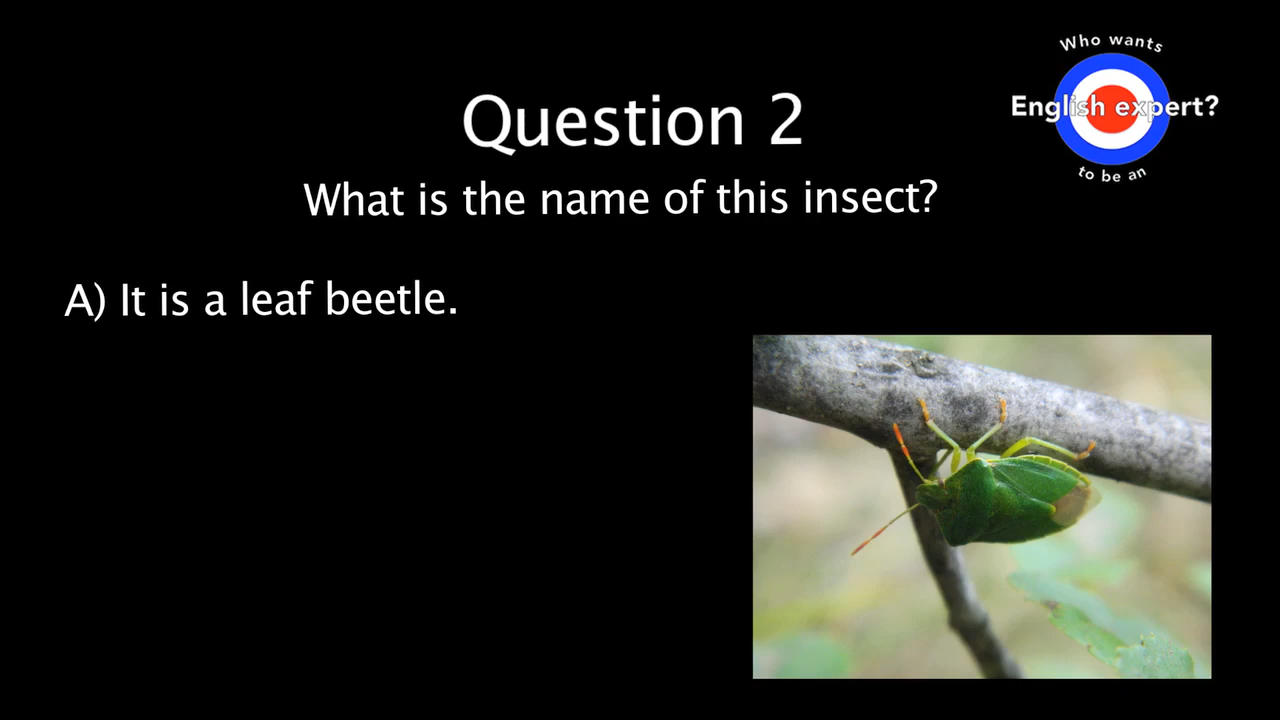 Who wants
English expert?
to be an
Question 2
What is the name of this insect?
A) It is a leaf beetle.